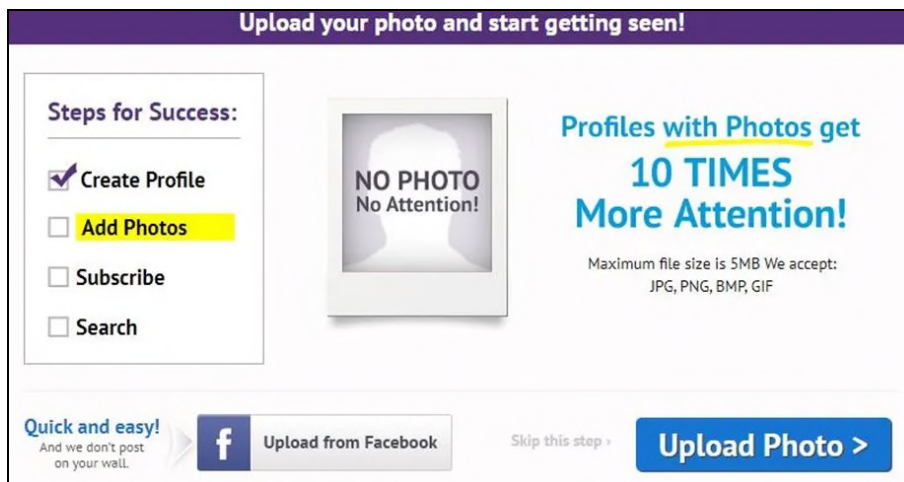 Upload your photo and start getting seen!
Steps for Success:
Create Profile
Add Photos
Subscribe
Search
NO PHOTO
No Attention!
Profiles with Photos get
10 TIMES
More Attention!
Maximum file size is 5MB We accept:
JPG, PNG, BMP, GIF
Quick and easy!
And we don't post
on your wall.
f
Upload from Facebook
Skip this step ›
Upload Photo >